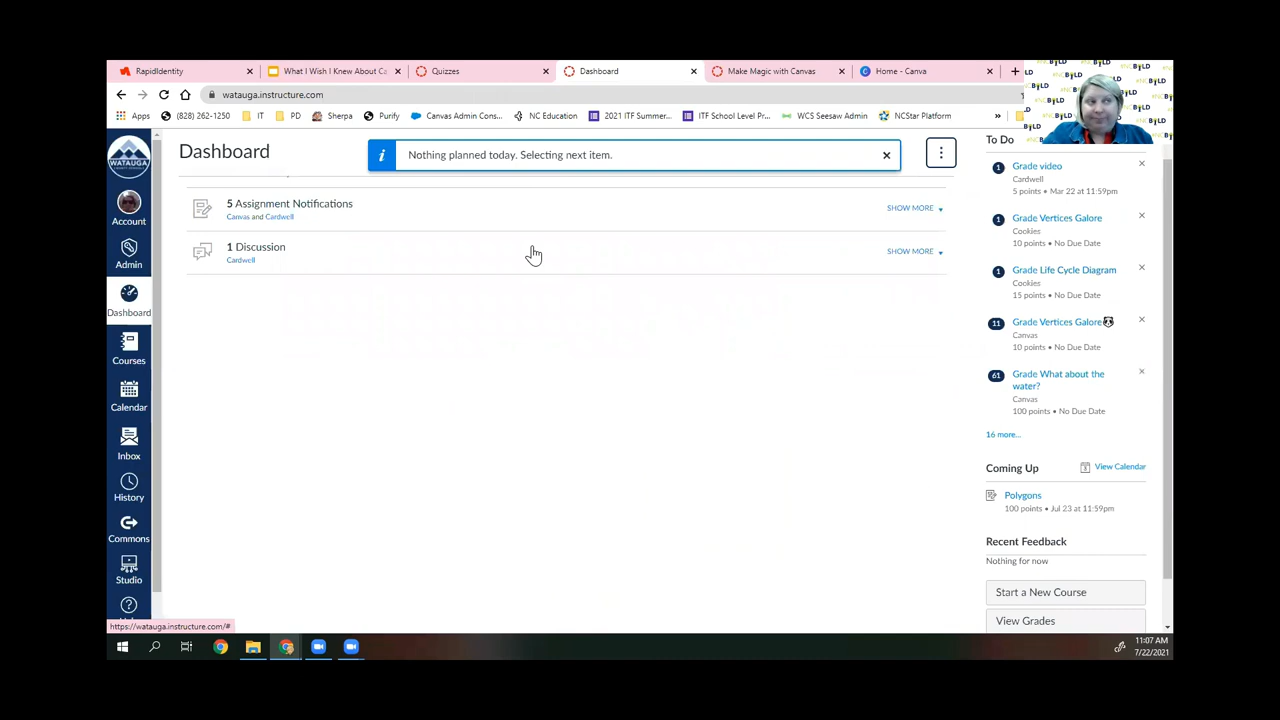 RapidIdentity
What I Wish I Knew About Ca
Quizzes
Dashboard
Make Magic with Canvas
Home - Canva
watauga.instructure.com
Apps
(828) 262-1250
IT
PD
Sherpa
Purify
Canvas Admin Cons...
NC Education
2021 ITF Summer...
ITF School Level Pr...
WCS Seesaw Admin
NCStar Platform
»
WATAUGA
Account
Admin
Dashboard
Courses
Calendar
Inbox
History
Commons
Studio
Dashboard
Nothing planned today. Selecting next item.
5 Assignment Notifications
Canvas and Cardwell
SHOW MORE
1 Discussion
Cardwell
SHOW MORE
To Do
1
Grade video
Cardwell
5 points • Mar 22 at 11:59pm
1
Grade Vertices Galore
Cookies
10 points • No Due Date
1
Grade Life Cycle Diagram
Cookies
15 points • No Due Date
11
Grade Vertices Galore
Canvas
10 points • No Due Date
61
Grade What about the
water?
Canvas
100 points • No Due Date
16 more...
Coming Up
View Calendar
Polygons
100 points • Jul 23 at 11:59pm
Recent Feedback
Nothing for now
Start a New Course
View Grades
https://watauga.instructure.com/#
11:07 AM
7/22/2021
#NCBOLD